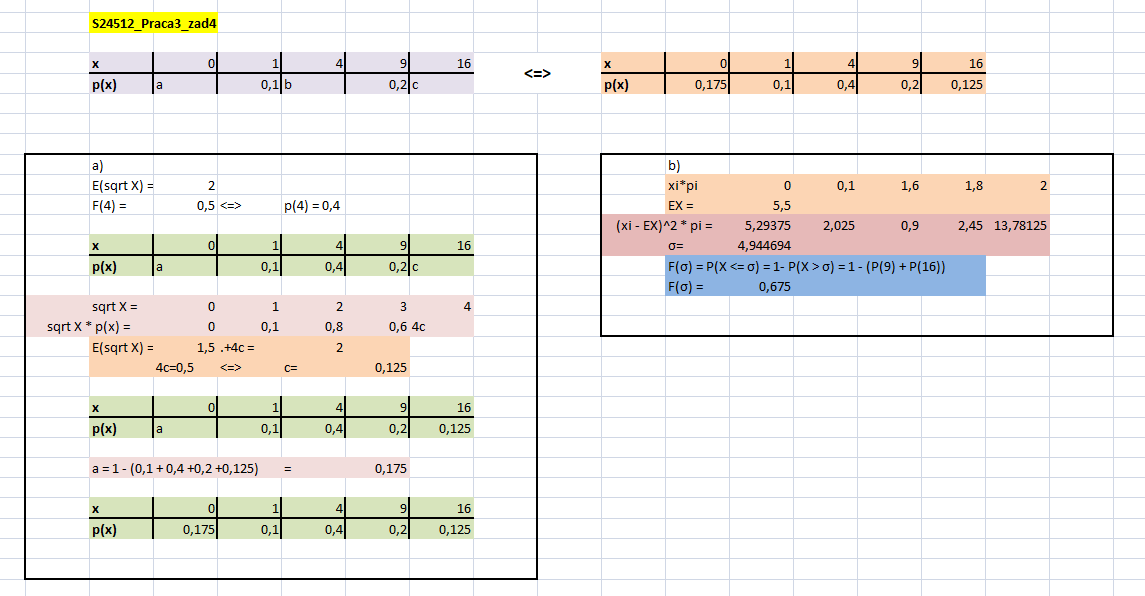 S24512_Praca3_zad4
x 0 1 4 9 16
p(x) a 0,1 b 0,2 c
<=>
x 0 1 4 9 16
p(x) 0,175 0,1 0,4 0,2 0,125
a)
E(sqrt X) = 2
F(4) = 0,5 <=> p(4) = 0,4
x 0 1 4 9 16
p(x) a 0,1 0,4 0,2 c
sqrt X = 0 1 2 3 4
sqrt X * p(x) = 0 0,1 0,8 0,6 4c
E(sqrt X) = 1,5 .+4c = 2
4c=0,5 <=> c= 0,125
x 0 1 4 9 16
p(x) a 0,1 0,4 0,2 0,125
a = 1 - (0,1 + 0,4 +0,2 +0,125) = 0,175
x 0 1 4 9 16
p(x) 0,175 0,1 0,4 0,2 0,125
b)
xi*pi 0 0,1 1,6 1,8 2
EX = 5,5
(xi - EX)^2 * pi = 5,29375 2,025 0,9 2,45 13,78125
σ= 4,944694
F(σ) = P(X <= σ) = 1- P(X > σ) = 1 - (P(9) + P(16))
F(σ) = 0,675